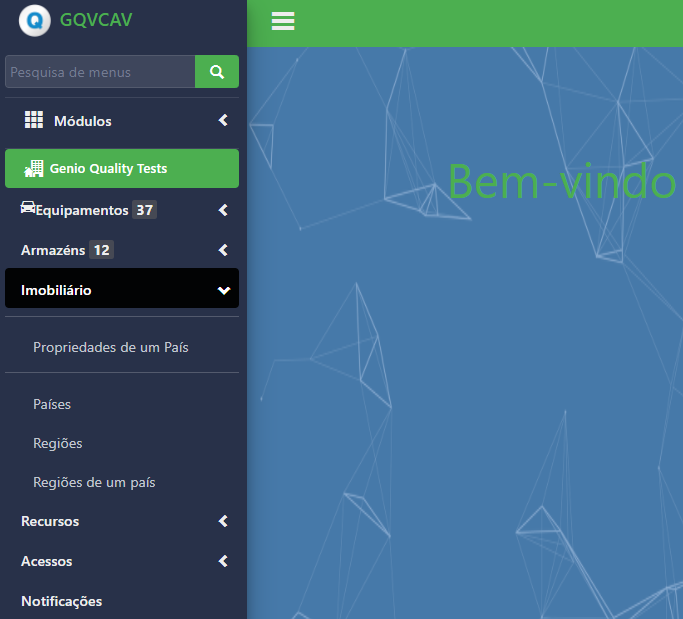 GQVCAV
Pesquisa de menus
Módulos
Genio Quality Tests
Equipamentos 37
Armazéns 12
Imobiliário
Propriedades de um País
Países
Regiões
Regiões de um país
Recursos
Acessos
Notificações
Bem-vindo